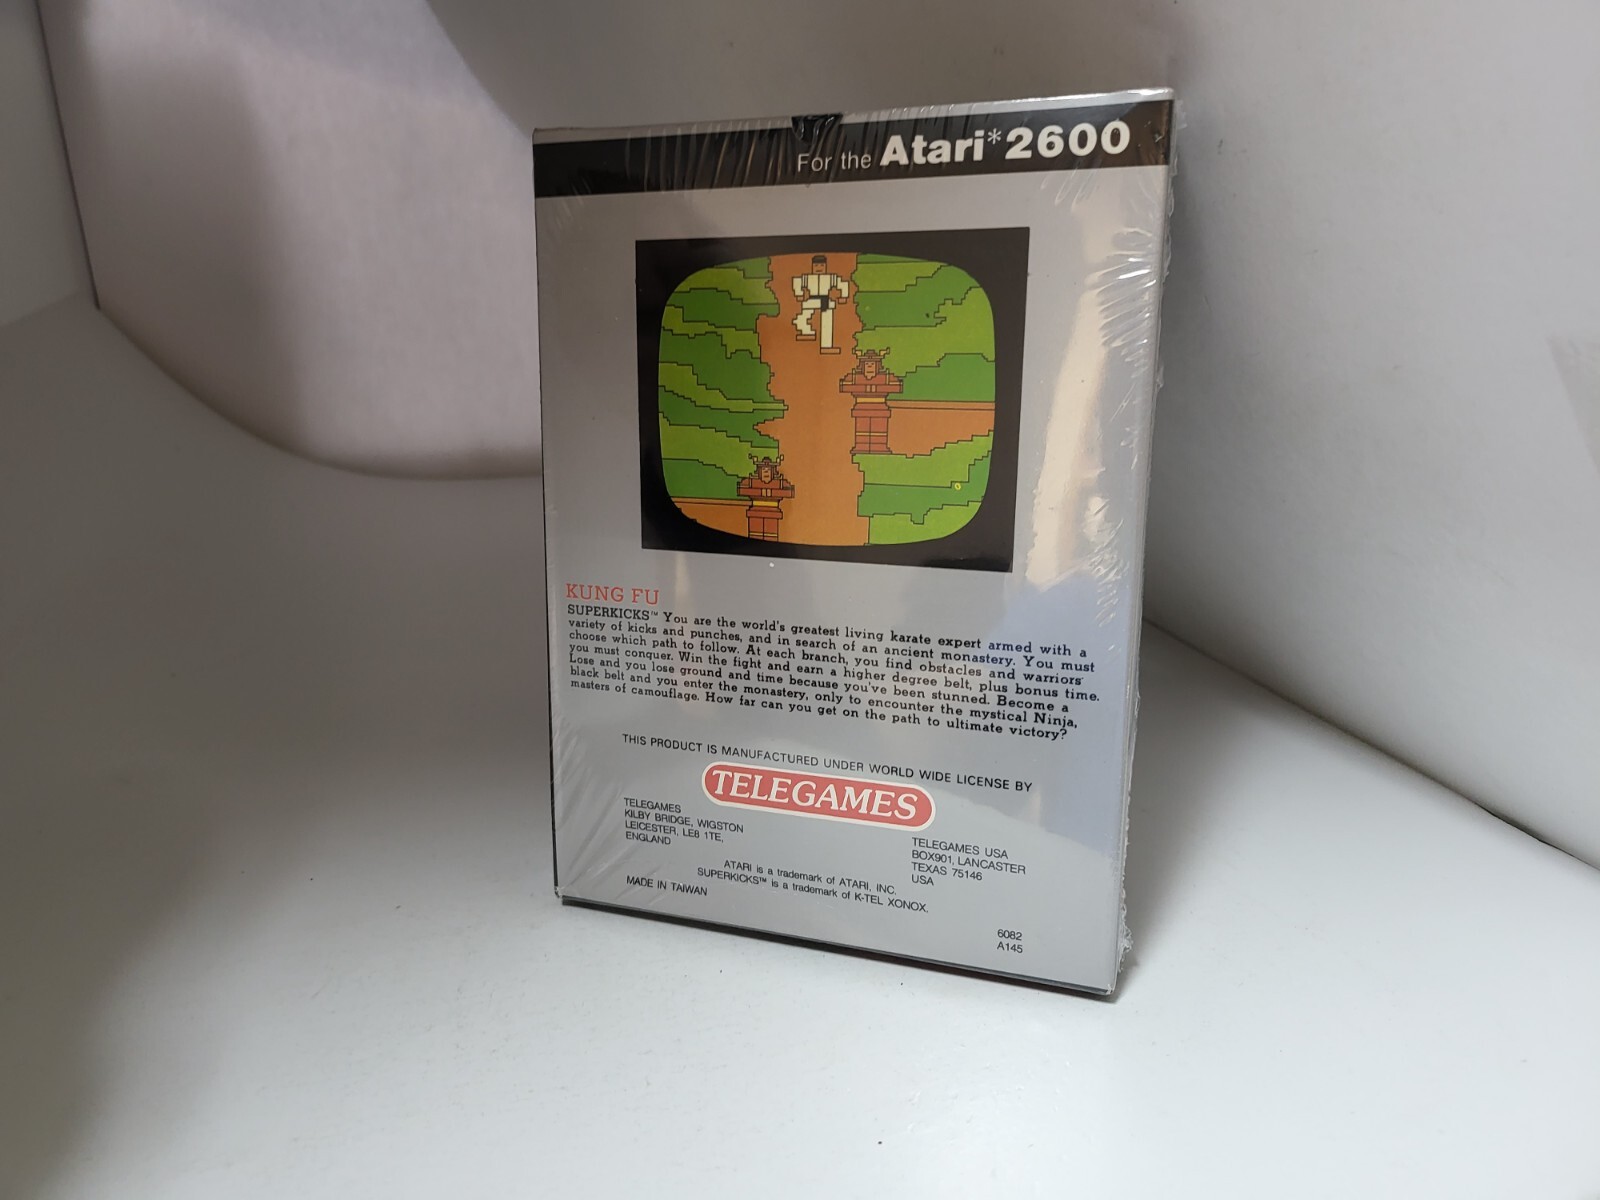 For the Atari* 2600
KUNG FU
SUPERKICKS™ You are the world's greatest living karate expert armed with a
variety of kicks and punches, and in search of an ancient monastery. You must
choose which path to follow. At each branch, you find obstacles and warriors
you must conquer. Win the fight and earn a higher degree belt, plus bonus time.
Lose and you lose ground and time because you've been stunned. Become a
black belt and you enter the monastery, only to encounter the mystical Ninja,
masters of camouflage. How far can you get on the path to ultimate victory?
THIS PRODUCT IS MANUFACTURED UNDER WORLD WIDE LICENSE BY
TELEGAMES
TELEGAMES
KILBY BRIDGE, WIGSTON
LEICESTER, LE8 1TE,
ENGLAND
TELEGAMES USA
BOX901, LANCASTER
TEXAS 75146
USA
ATARI is a trademark of ATARI, INC.
SUPERKICKS™ is a trademark of K-TEL XONOX.
MADE IN TAIWAN
6082
A145